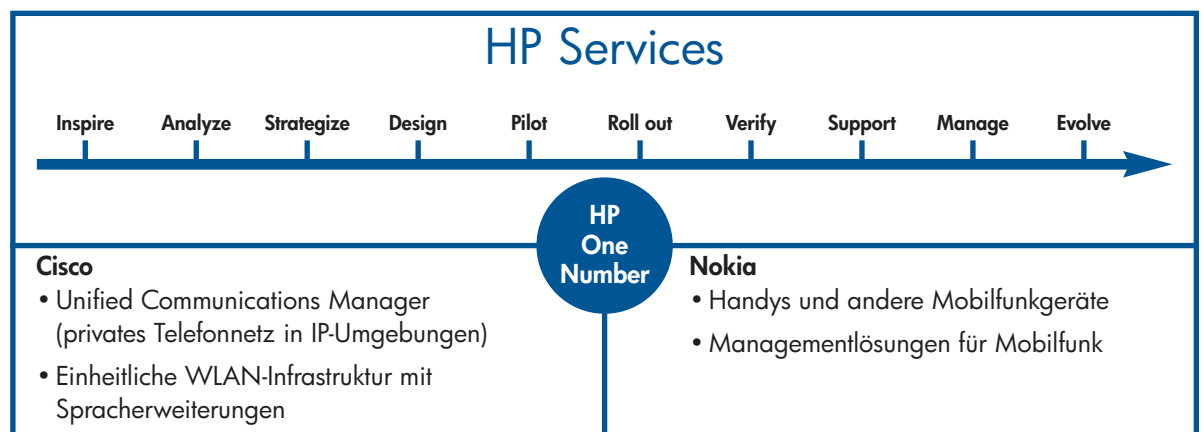 HP Services
Inspire Analyze Strategize Design Pilot Roll out Verify Support Manage Evolve
HP
One
Number
Cisco
• Unified Communications Manager
(privates Telefonnetz in IP-Umgebungen)
• Einheitliche WLAN-Infrastruktur mit
Spracherweiterungen
Nokia
• Handys und andere Mobilfunkgeräte
• Managementlösungen für Mobilfunk